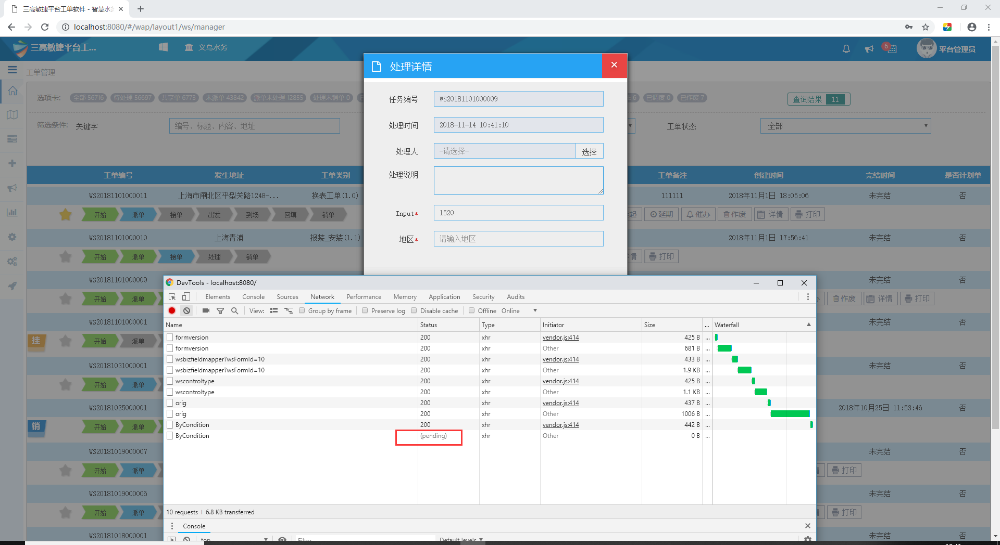 三高敏捷平台工单软件 - 智慧水务
localhost:8080/#/wap/layout1/ws/manager
三高敏捷平台工...
义乌水务
6
平台管理员
工单管理
处理详情
选项卡:
全部 56716
待处理 56697
共享单 6773
未派单 43842
派单未处理 12855
处理未销单 0
已调度 0
已作废 7
查询结果 11
任务编号
WS20181101000009
筛选条件:
关键字
编号、标题、内容、地址
处理时间
2018-11-14 10:41:10
工单状态
全部
处理人
-请选择-
选择
处理说明
工单编号
发生地址
工单类别
工单备注
创建时间
完结时间
是否计划单
WS20181101000011
上海市闸北区平型关路1248-...
换表工单(1.0)
111111
2018年11月1日 18:05:06
未完结
否
开始
派单
接单
出发
到场
回填
销单
Input*
1520
起
延期
催办
作废
详情
打印
WS20181101000010
上海青浦
报装_安装(1.1)
地区*
请输入地区
2018年11月1日 17:56:41
未完结
否
开始
派单
接单
处理
销单
情
打印
WS20181101000009
未完结
否
开始
派单
作废
详情
打印
WS20181101000001
未完结
否
挂
开始
派单
WS20181031000001
未完结
否
开始
派单
WS20181025000001
2018年10月25日 11:53:46
否
销
开始
派单
WS20181019000007
未完结
否
开始
派单
打印
WS20181019000006
未完结
否
开始
派单
打印
WS20181018000001
未完结
否
DevTools - localhost:8080/
Elements
Console
Sources
Network
Performance
Memory
Application
Security
Audits
View:
Group by frame
Preserve log
Disable cache
Offline
Online
Name
Status
Type
Initiator
Size
...
Waterfall
formversion 200 xhr vendor.js:414 425 B ...
formversion 200 xhr Other 681 B ...
wsbizfieldmapper?wsFormId=10 200 xhr vendor.js:414 433 B ...
wsbizfieldmapper?wsFormId=10 200 xhr Other 1.9 KB ...
wscontroltype 200 xhr vendor.js:414 425 B ...
wscontroltype 200 xhr Other 1.1 KB ...
orig 200 xhr vendor.js:414 437 B ...
orig 200 xhr Other 1006 B ...
ByCondition 200 xhr vendor.js:414 442 B ...
ByCondition (pending) xhr Other 0 B ...
10 requests | 6.8 KB transferred
Console
top
Filter
Default levels